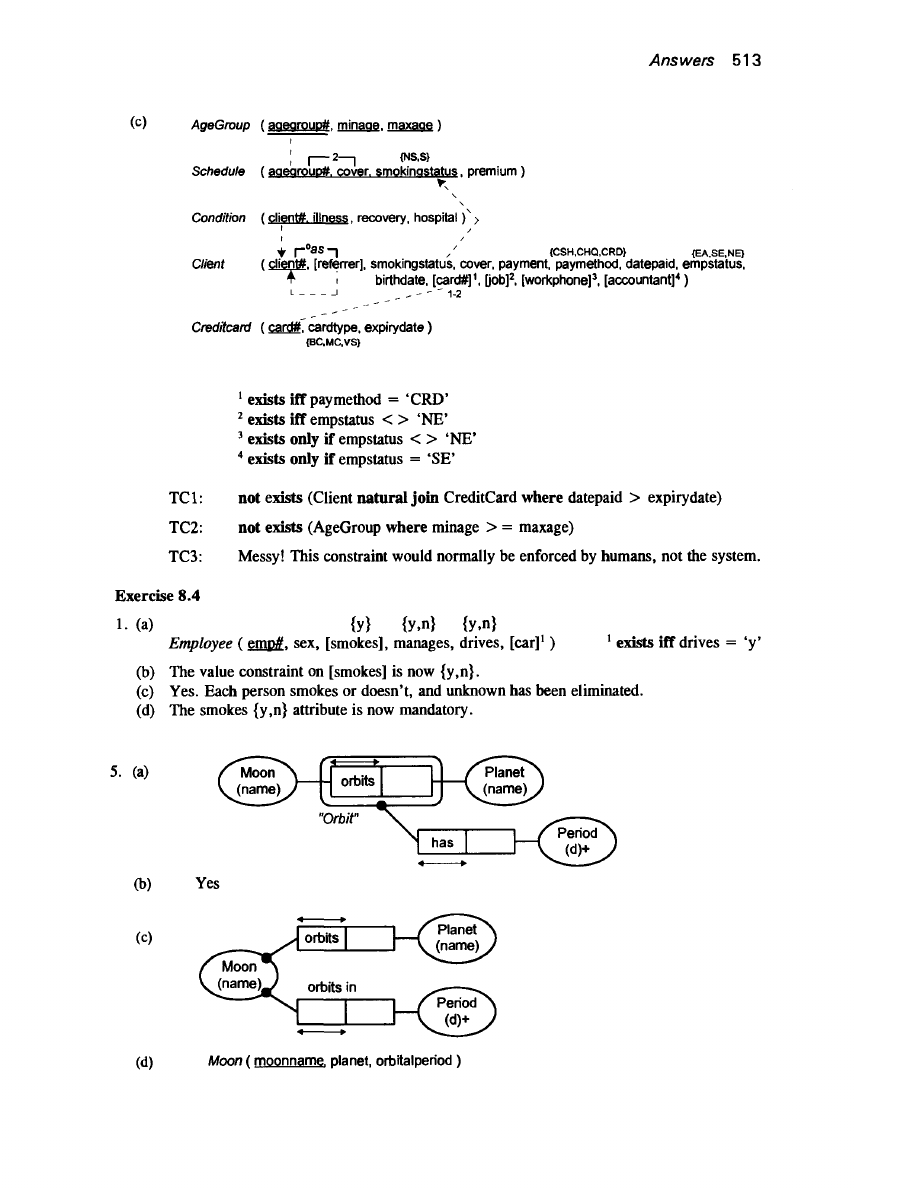 Answers 513
(c) AgeGroup ( agegroup#, minage, maxage )
2 {NS,S}
Schedule ( agegroup#, cover, smokingstatus, premium )
Condition ( client#, illness, recovery, hospital )
°as {CSH,CHQ,CRD} {EA,SE,NE}
Client ( client#, [referrer], smokingstatus, cover, payment, paymethod, datepaid, empstatus,
birthdate, [card#]¹, [job]², [workphone]³, [accountant]⁴ )
1-2
Creditcard ( card#, cardtype, expirydate )
{BC,MC,VS}
¹ exists iff paymethod = ‘CRD’
² exists iff empstatus < > ‘NE’
³ exists only if empstatus < > ‘NE’
⁴ exists only if empstatus = ‘SE’
TC1: not exists (Client natural join CreditCard where datepaid > expirydate)
TC2: not exists (AgeGroup where minage > = maxage)
TC3: Messy! This constraint would normally be enforced by humans, not the system.
Exercise 8.4
1. (a) {y} {y,n} {y,n}
Employee ( emp#, sex, [smokes], manages, drives, [car]¹ ) ¹ exists iff drives = ‘y’
(b) The value constraint on [smokes] is now {y,n}.
(c) Yes. Each person smokes or doesn’t, and unknown has been eliminated.
(d) The smokes {y,n} attribute is now mandatory.
5. (a) Moon (name) orbits Planet (name)
"Orbit"
has Period (d)+
(b) Yes
(c) orbits Planet (name)
Moon (name)
orbits in
Period (d)+
(d) Moon ( moonname, planet, orbitalperiod )